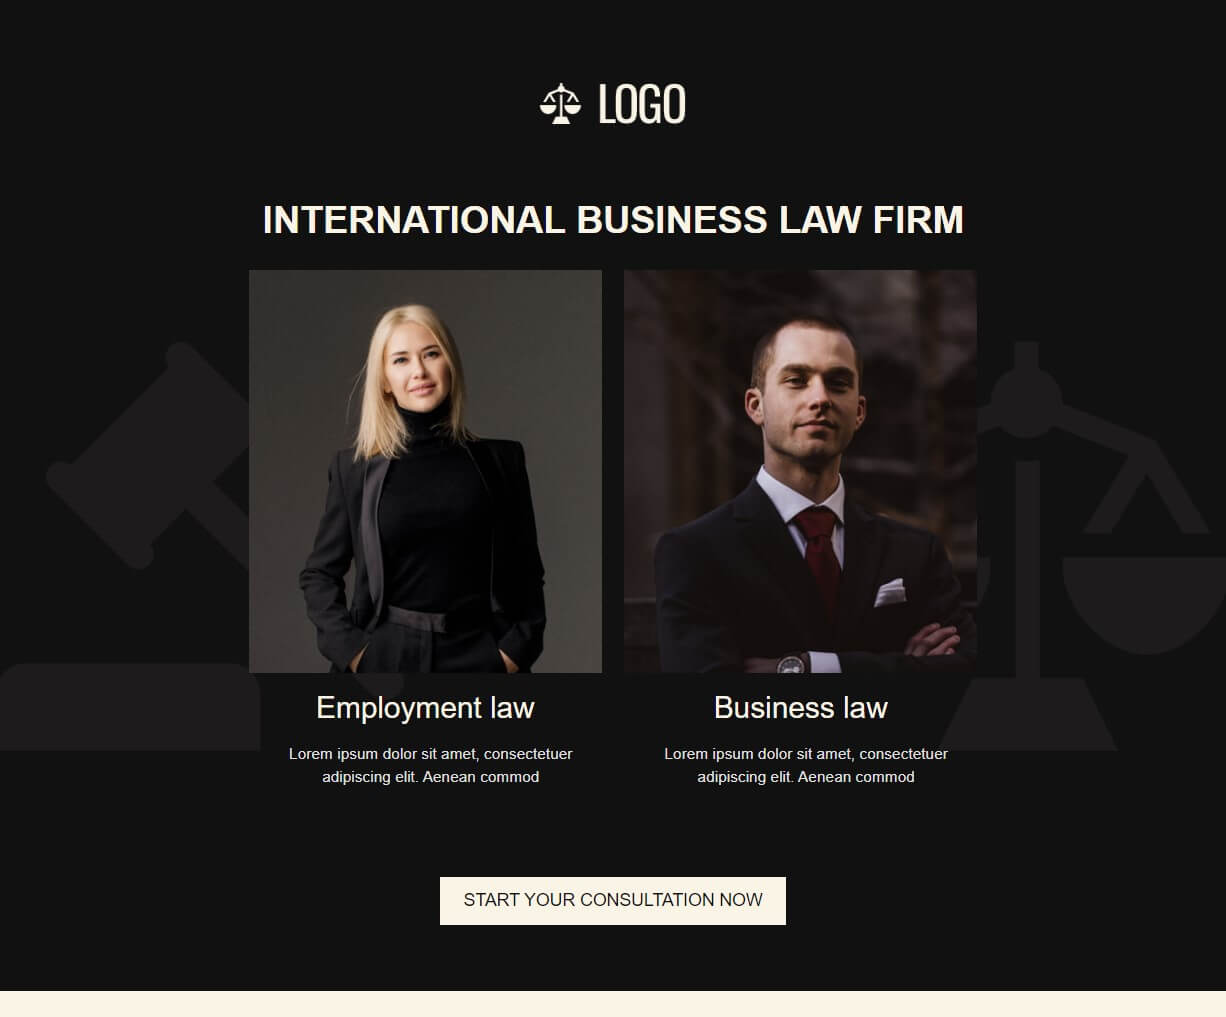 LOGO
INTERNATIONAL BUSINESS LAW FIRM
Employment law
Lorem ipsum dolor sit amet, consectetuer
adipiscing elit. Aenean commod
Business law
Lorem ipsum dolor sit amet, consectetuer
adipiscing elit. Aenean commod
START YOUR CONSULTATION NOW